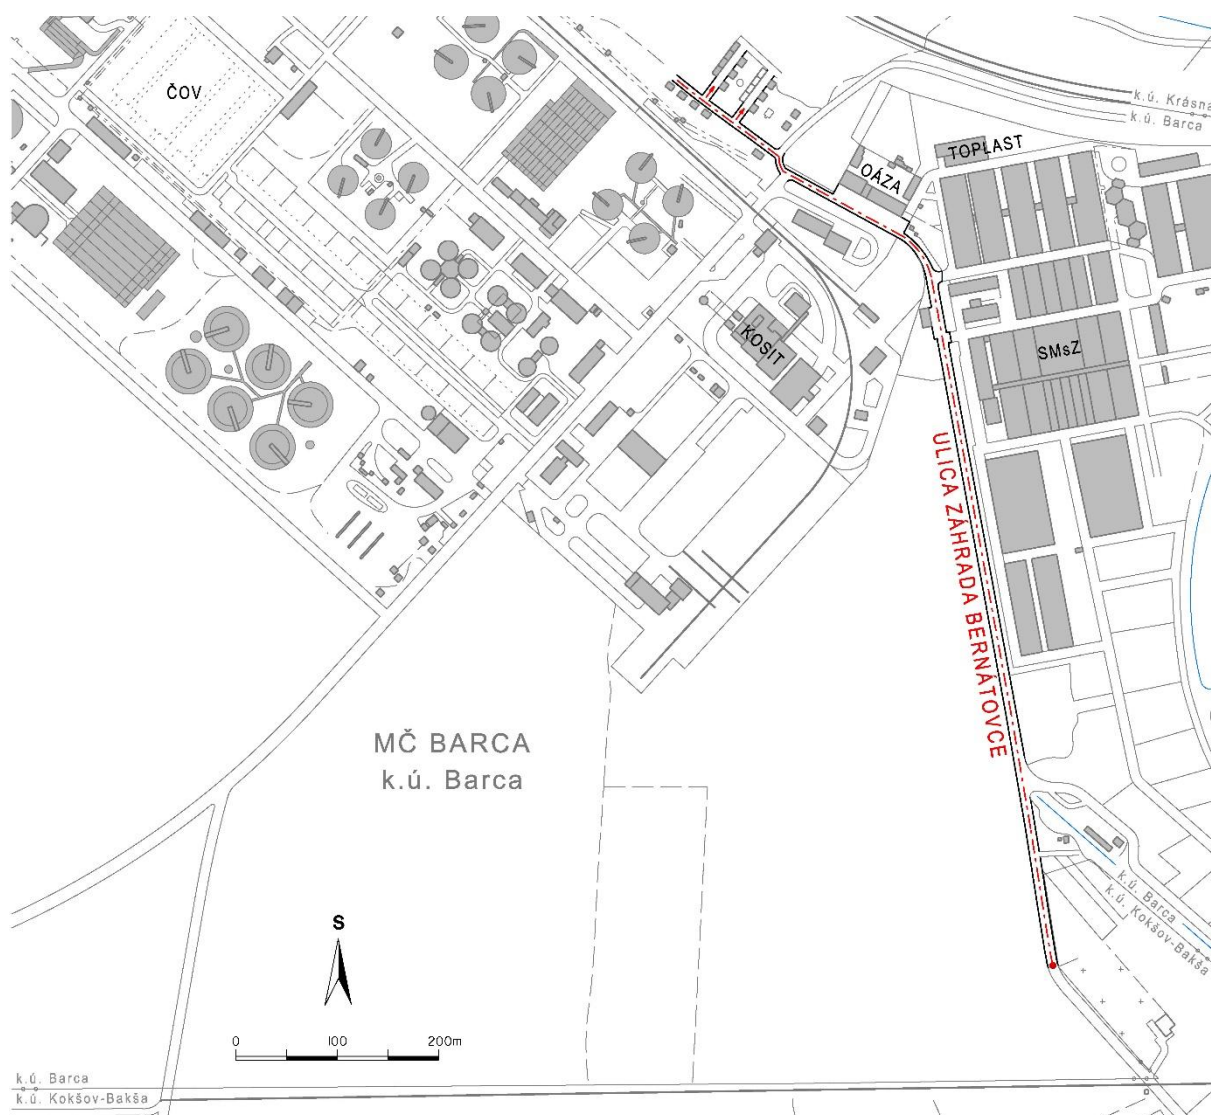 ČOV
k.ú. Krásna
k.ú. Barca
TOPLAST
OÁZA
KOSIT
SMsZ
ULICA ZÁHRADA BERNÁTOVCE
MČ BARCA
k.ú. Barca
k.ú. Barca
k.ú. Kokšov-Bakša
S
0 100 200m
k.ú. Barca
k.ú. Kokšov-Bakša